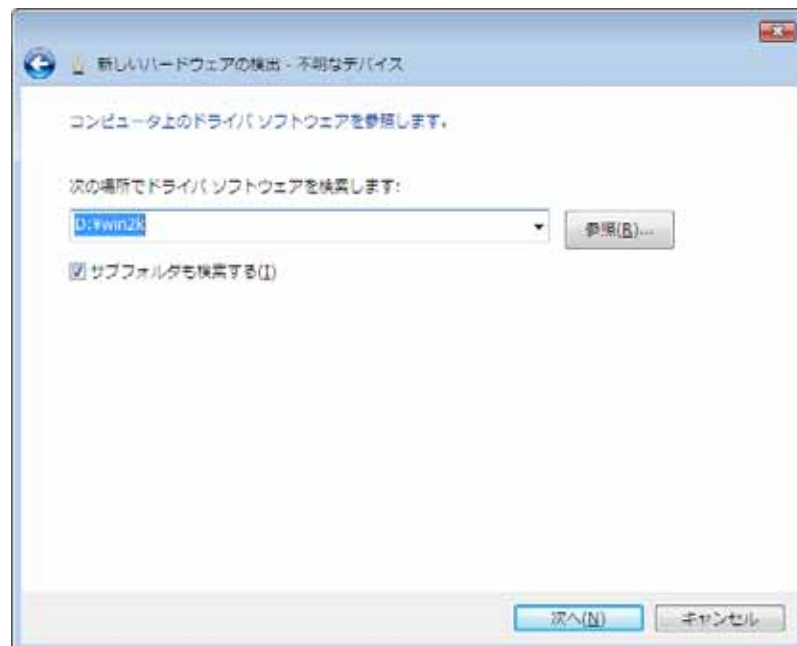 新しいハードウェアの検出 - 不明なデバイス
コンピュータ上のドライバ ソフトウェアを参照します。
次の場所でドライバ ソフトウェアを検索します:
D:¥win2k
参照(R)...
サブフォルダも検索する(I)
次へ(N)
キャンセル